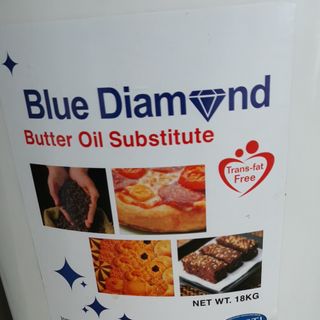 Blue Diamond
Butter Oil Substitute
Trans-fat
Free
NET WT. 18KG